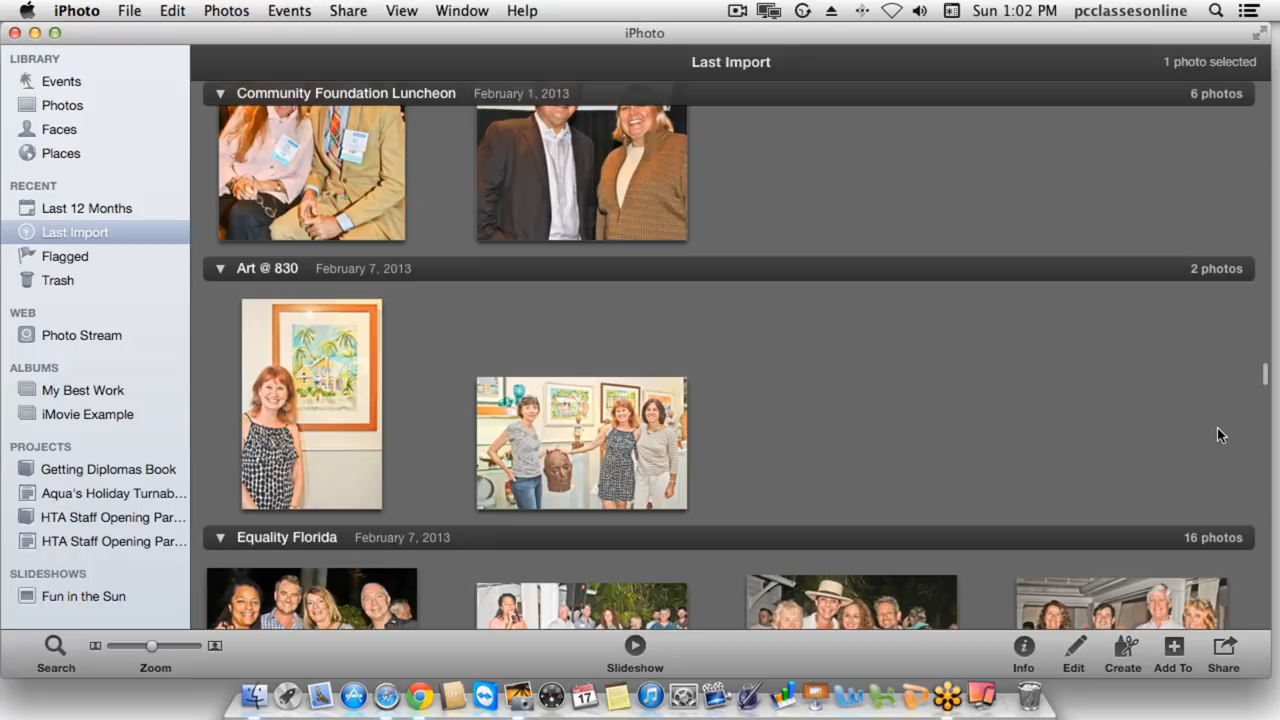 iPhoto File Edit Photos Events Share View Window Help Sun 1:02 PM pcclassesonline
iPhoto
LIBRARY
Events
Photos
Faces
Places
RECENT
Last 12 Months
Last Import
Flagged
Trash
WEB
Photo Stream
ALBUMS
My Best Work
iMovie Example
PROJECTS
Getting Diplomas Book
Aqua's Holiday Turnab...
HTA Staff Opening Par...
HTA Staff Opening Par...
SLIDESHOWS
Fun in the Sun
Last Import 1 photo selected
Community Foundation Luncheon February 1, 2013 6 photos
Art @ 830 February 7, 2013 2 photos
Equality Florida February 7, 2013 16 photos
Search Zoom Slideshow Info Edit Create Add To Share
17